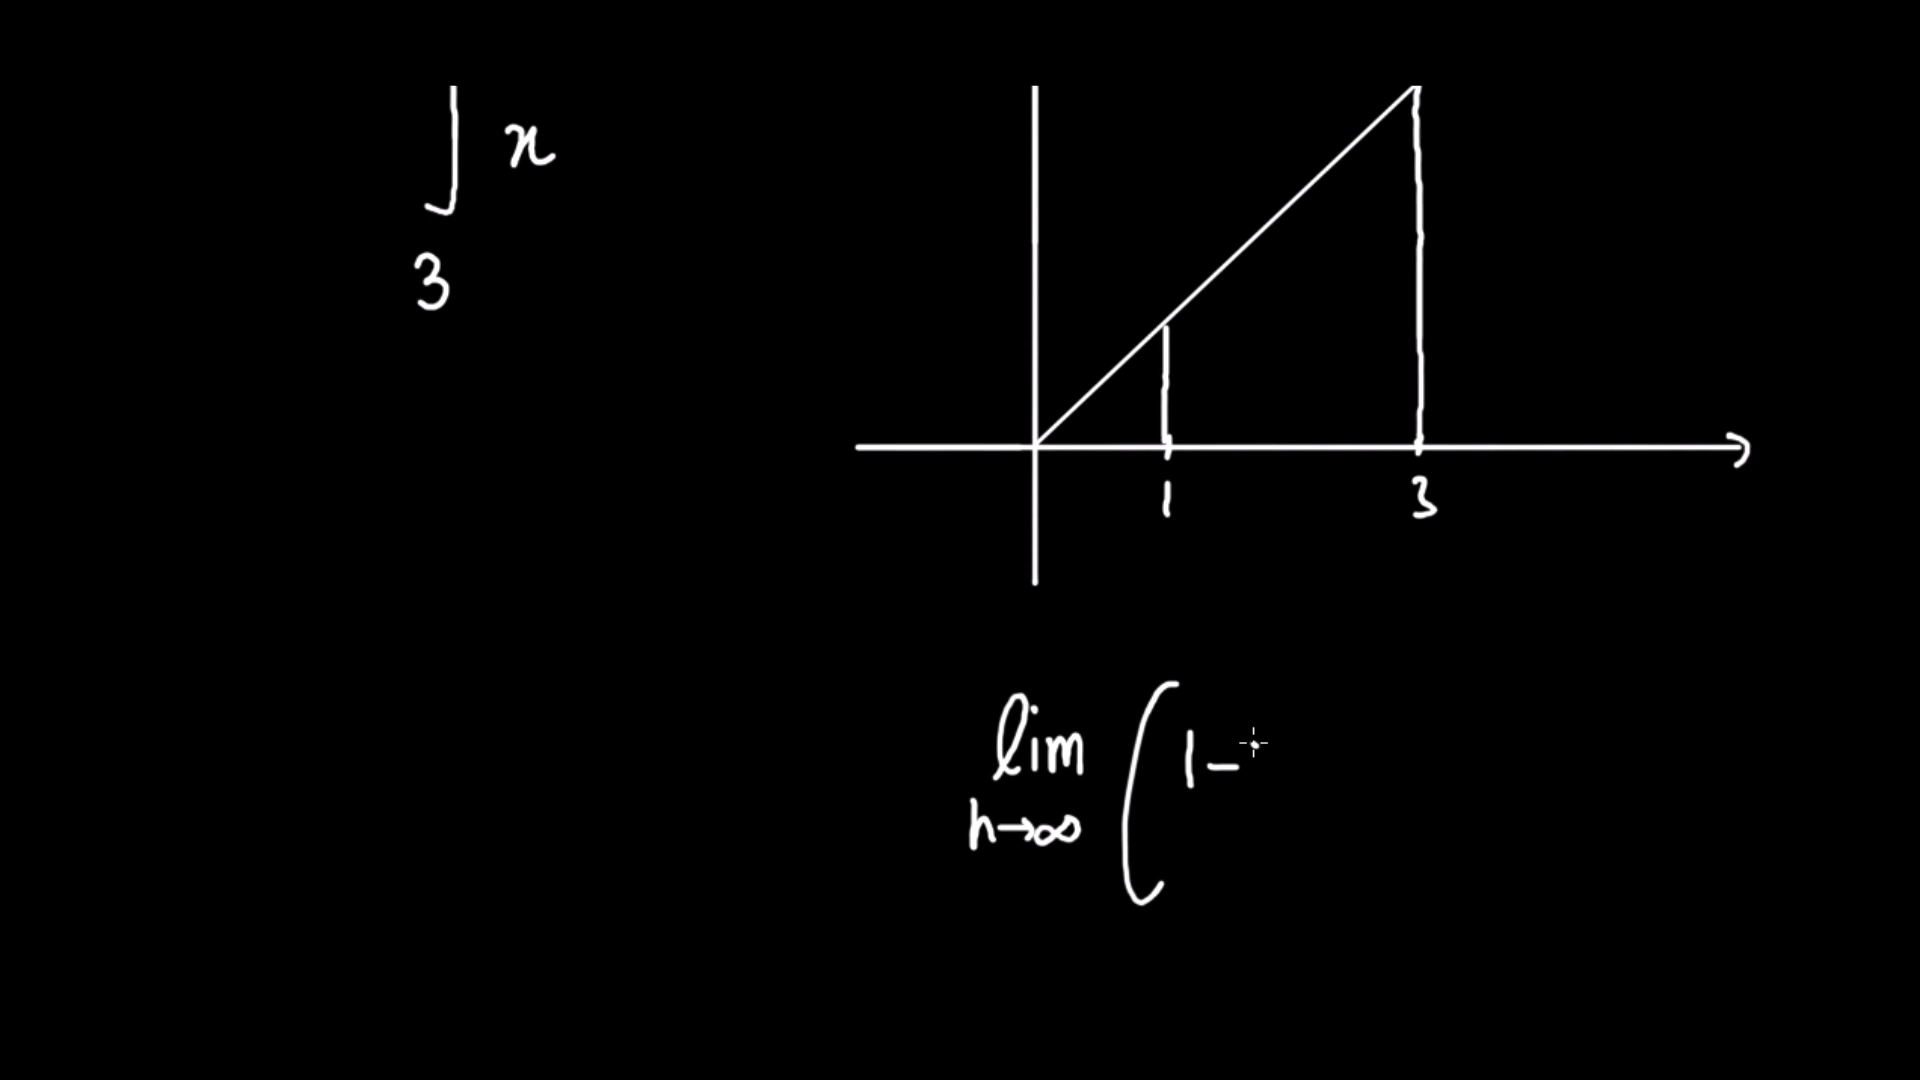 ∫ x
3
1 3
lim ( 1 -
h→∞